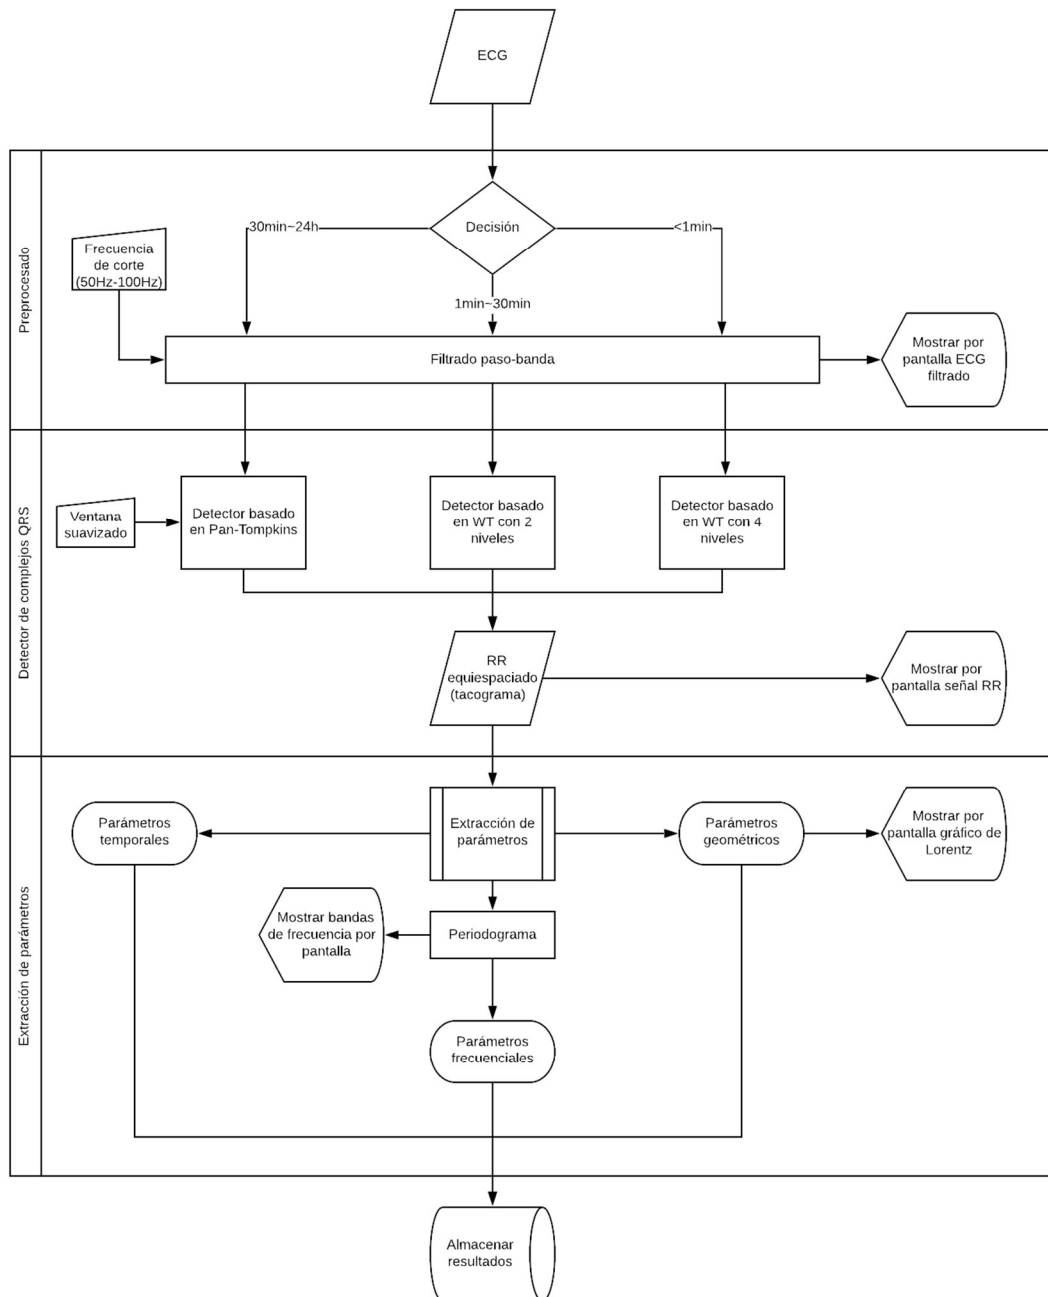 ECG
Preprocesado
Decisión
30min~24h
<1min
1min~30min
Frecuencia
de corte
(50Hz-100Hz)
Filtrado paso-banda
Mostrar por
pantalla ECG
filtrado
Detector de complejos QRS
Ventana
suavizado
Detector basado
en Pan-Tompkins
Detector basado
en WT con 2
niveles
Detector basado
en WT con 4
niveles
RR
equiespaciado
(tacograma)
Mostrar por
pantalla señal RR
Extracción de parámetros
Parámetros
temporales
Extracción de
parámetros
Parámetros
geométricos
Mostrar por
pantalla gráfico de
Lorentz
Mostrar bandas
de frecuencia por
pantalla
Periodograma
Parámetros
frecuenciales
Almacenar
resultados